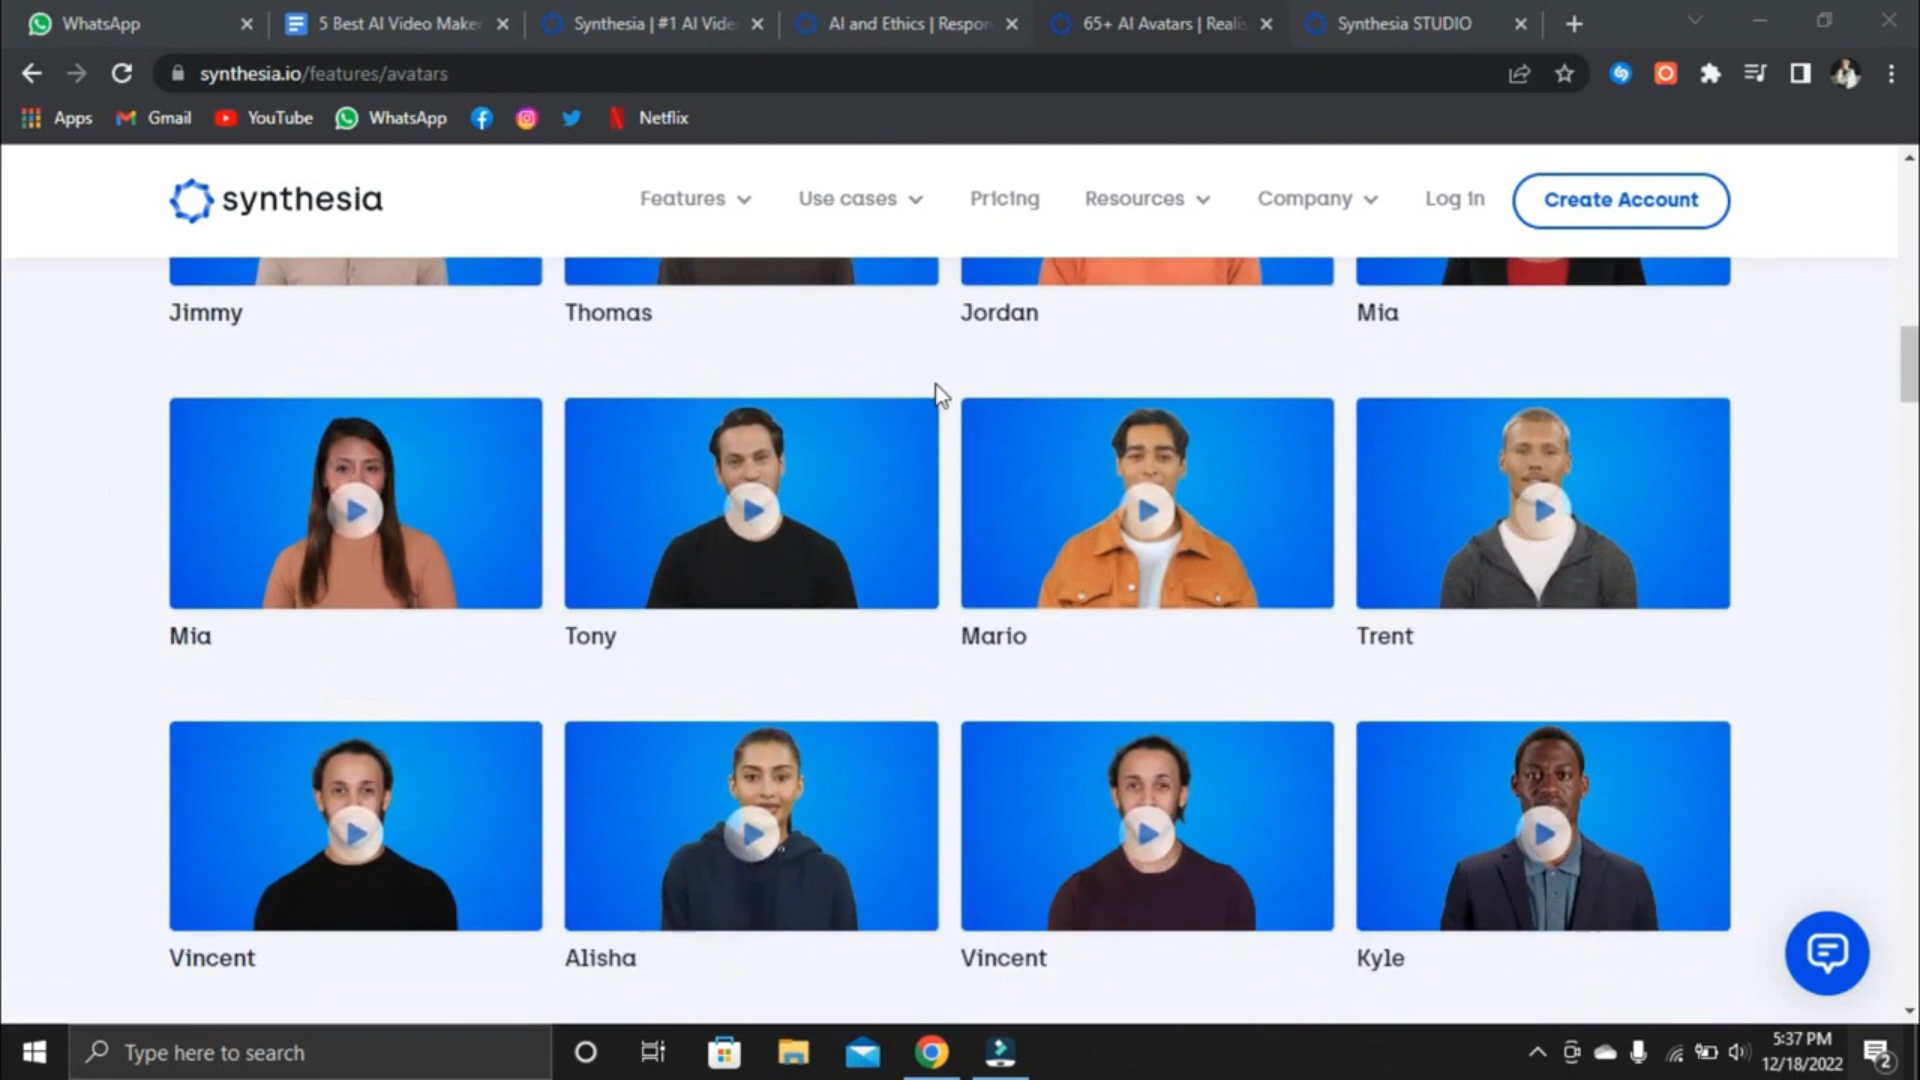 WhatsApp
5 Best AI Video Maker
Synthesia | #1 AI Vide
AI and Ethics | Respon
65+ AI Avatars | Realis
Synthesia STUDIO
synthesia.io/features/avatars
Apps
Gmail
YouTube
WhatsApp
Netflix
synthesia
Features
Use cases
Pricing
Resources
Company
Log in
Create Account
Jimmy
Thomas
Jordan
Mia
Mia
Tony
Mario
Trent
Vincent
Alisha
Vincent
Kyle
Type here to search
5:37 PM
12/18/2022
2